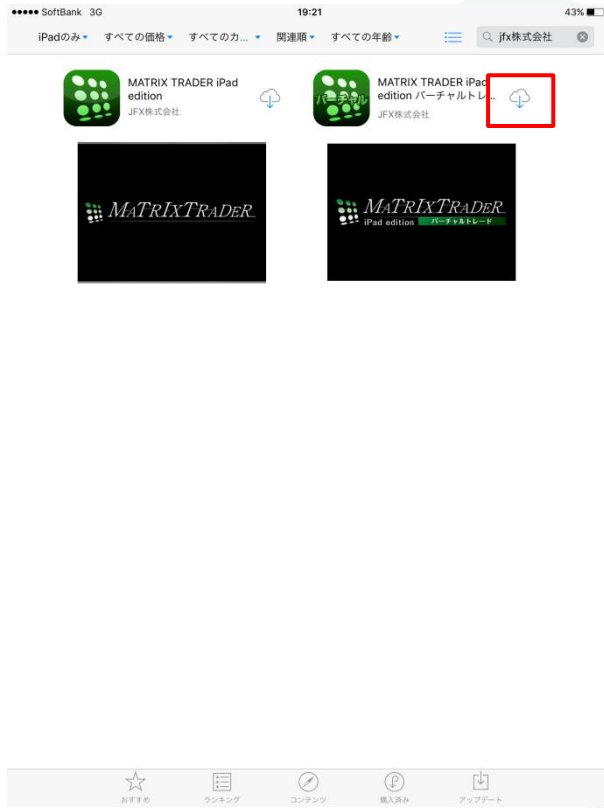 SoftBank 3G 19:21 43%
iPadのみ すべての価格 すべてのカ... 関連順 すべての年齢 jfx株式会社
MATRIX TRADER iPad
edition
JFX株式会社
バーチャル
MATRIX TRADER iPad
edition バーチャルトレ...
JFX株式会社
MATRIXTRADER
MATRIXTRADER
iPad edition バーチャルトレード
おすすめ ランキング コンテンツ 購入済み アップデート